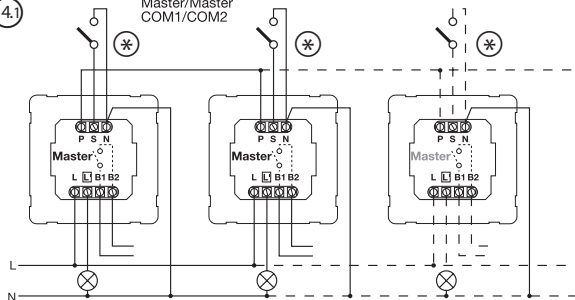 4.1
Master/Master
COM1/COM2
* * *
P S N P S N P S N
Master Master Master
L L' B1 B2 L L' B1 B2 L L' B1 B2
L
N